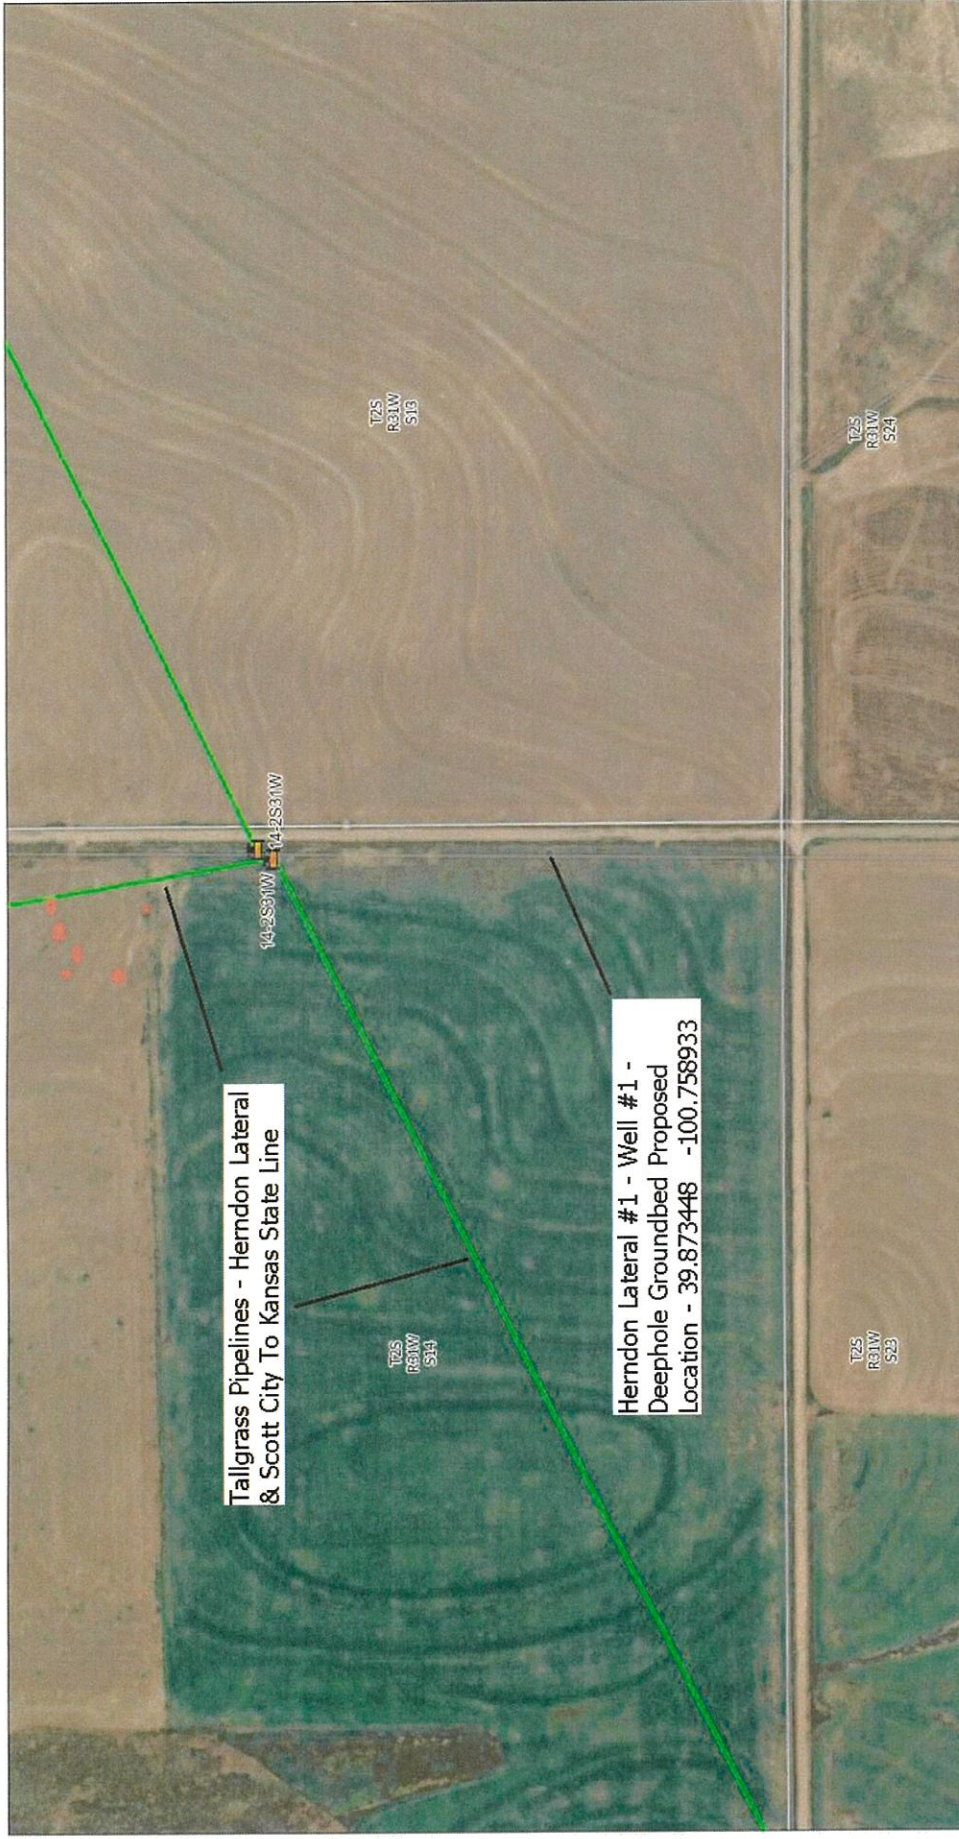 Tallgrass Pipelines - Herndon Lateral
& Scott City To Kansas State Line
14-2S31W
14-2S31W
T2S
R31W
S13
T2S
R31W
S14
Herndon Lateral #1 - Well #1 -
Deephole Groundbed Proposed
Location - 39.873448 -100.758933
T2S
R31W
S23
T2S
R31W
S24